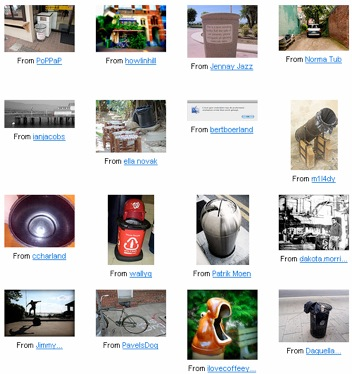 From PoPPaP
From howlinhill
From Jennay Jazz
From Norma Tub
From ianjacobs
From ella novak
From bertboerland
From m1l4dy
From ccharland
From wallyg
From Patrik Moen
From dakota.morri...
From Jimmy...
From PavelsDog
From ilovecoffeey...
From Daquella...